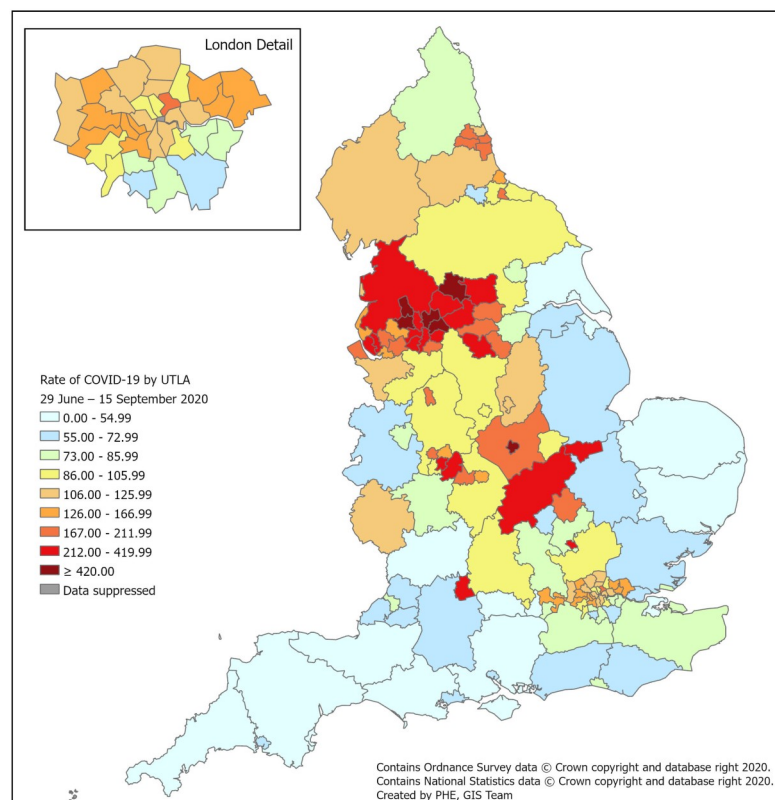 London Detail
Rate of COVID-19 by UTLA
29 June – 15 September 2020
0.00 - 54.99
55.00 - 72.99
73.00 - 85.99
86.00 - 105.99
106.00 - 125.99
126.00 - 166.99
167.00 - 211.99
212.00 - 419.99
≥ 420.00
Data suppressed
Contains Ordnance Survey data © Crown copyright and database right 2020.
Contains National Statistics data © Crown copyright and database right 2020.
Created by PHE, GIS Team